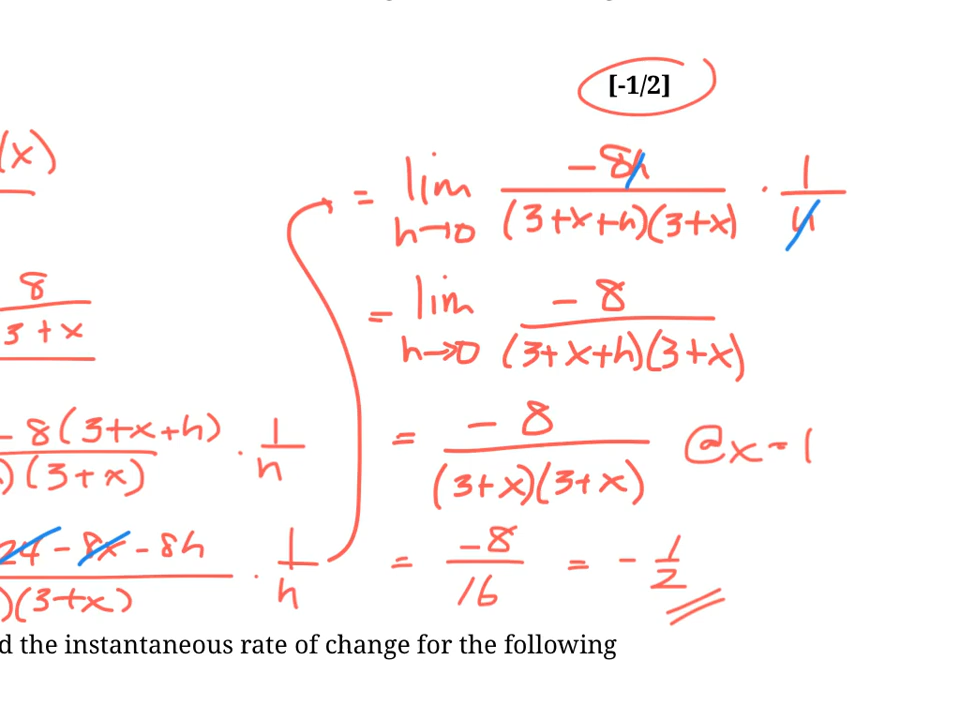 [-1/2]
(x)
= lim h→0 -8h / (3+x+h)(3+x) · 1/h
8 / 3+x
= lim h→0 -8 / (3+x+h)(3+x)
- 8(3+x+h) / )(3+x) · 1/h
= -8 / (3+x)(3+x) @x=1
24 - 8x - 8h / )(3+x) · 1/h
= -8/16 = - 1/2
d the instantaneous rate of change for the following